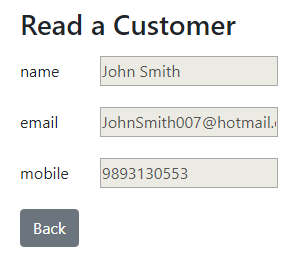 Read a Customer
name John Smith
email JohnSmith007@hotmail.
mobile 9893130553
Back